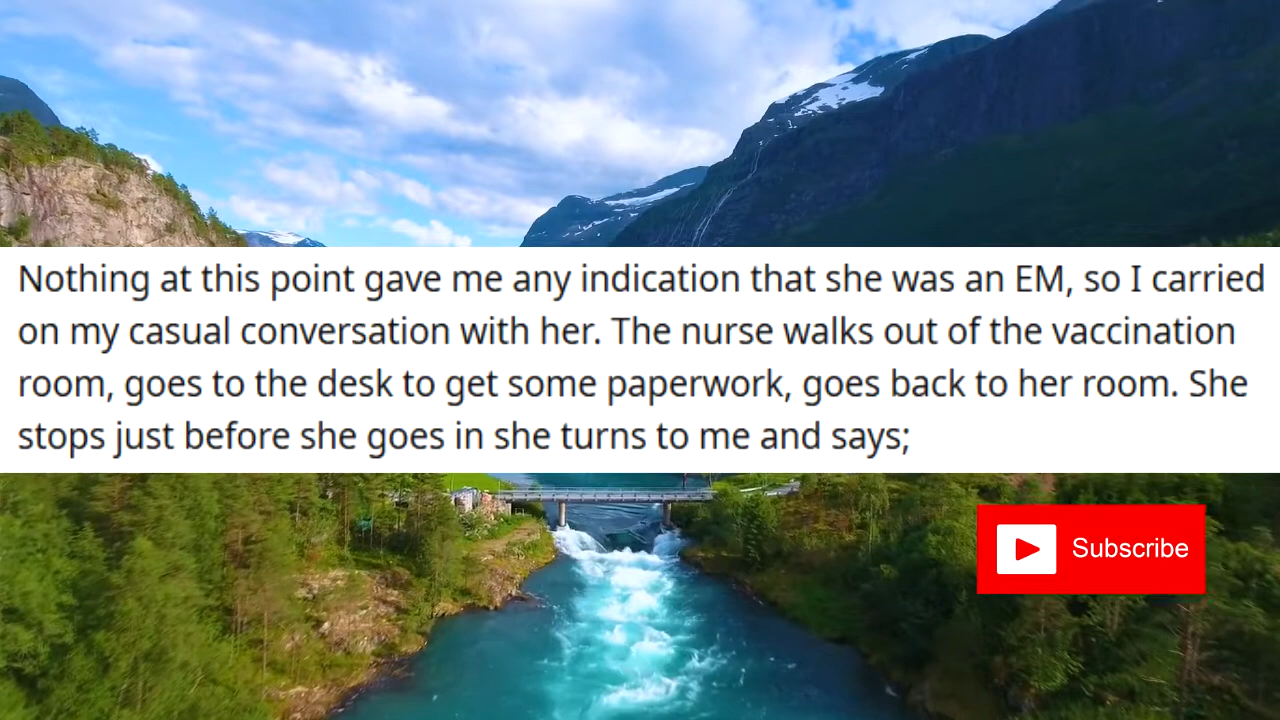 Nothing at this point gave me any indication that she was an EM, so I carried
on my casual conversation with her. The nurse walks out of the vaccination
room, goes to the desk to get some paperwork, goes back to her room. She
stops just before she goes in she turns to me and says;
Subscribe